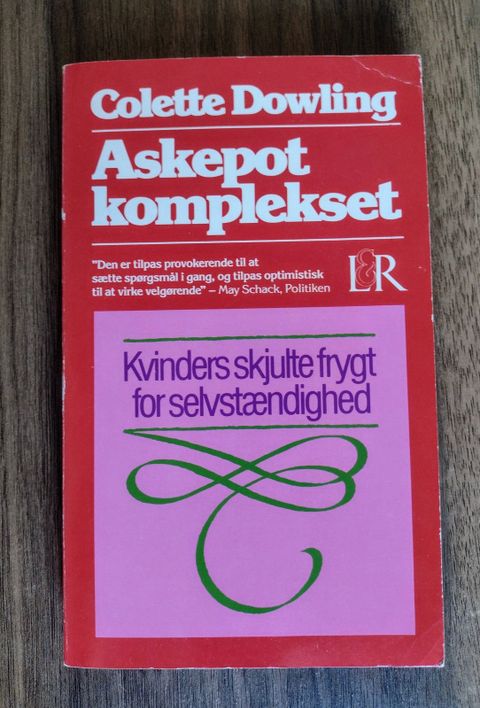 Colette Dowling
Askepot
komplekset
"Den er tilpas provokerende til at
sætte spørgsmål i gang, og tilpas optimistisk
til at virke velgørende" – May Schack, Politiken
L&R
Kvinders skjulte frygt
for selvstændighed